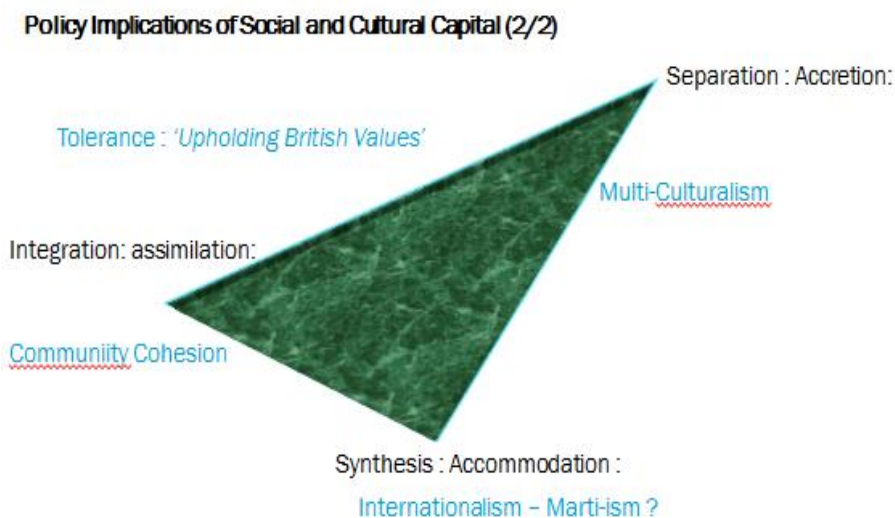 Policy Implications of Social and Cultural Capital (2/2)
Separation : Accretion:
Tolerance : ‘Upholding British Values’
Multi-Culturalism
Integration: assimilation:
Communiity Cohesion
Synthesis : Accommodation :
Internationalism – Marti-ism ?